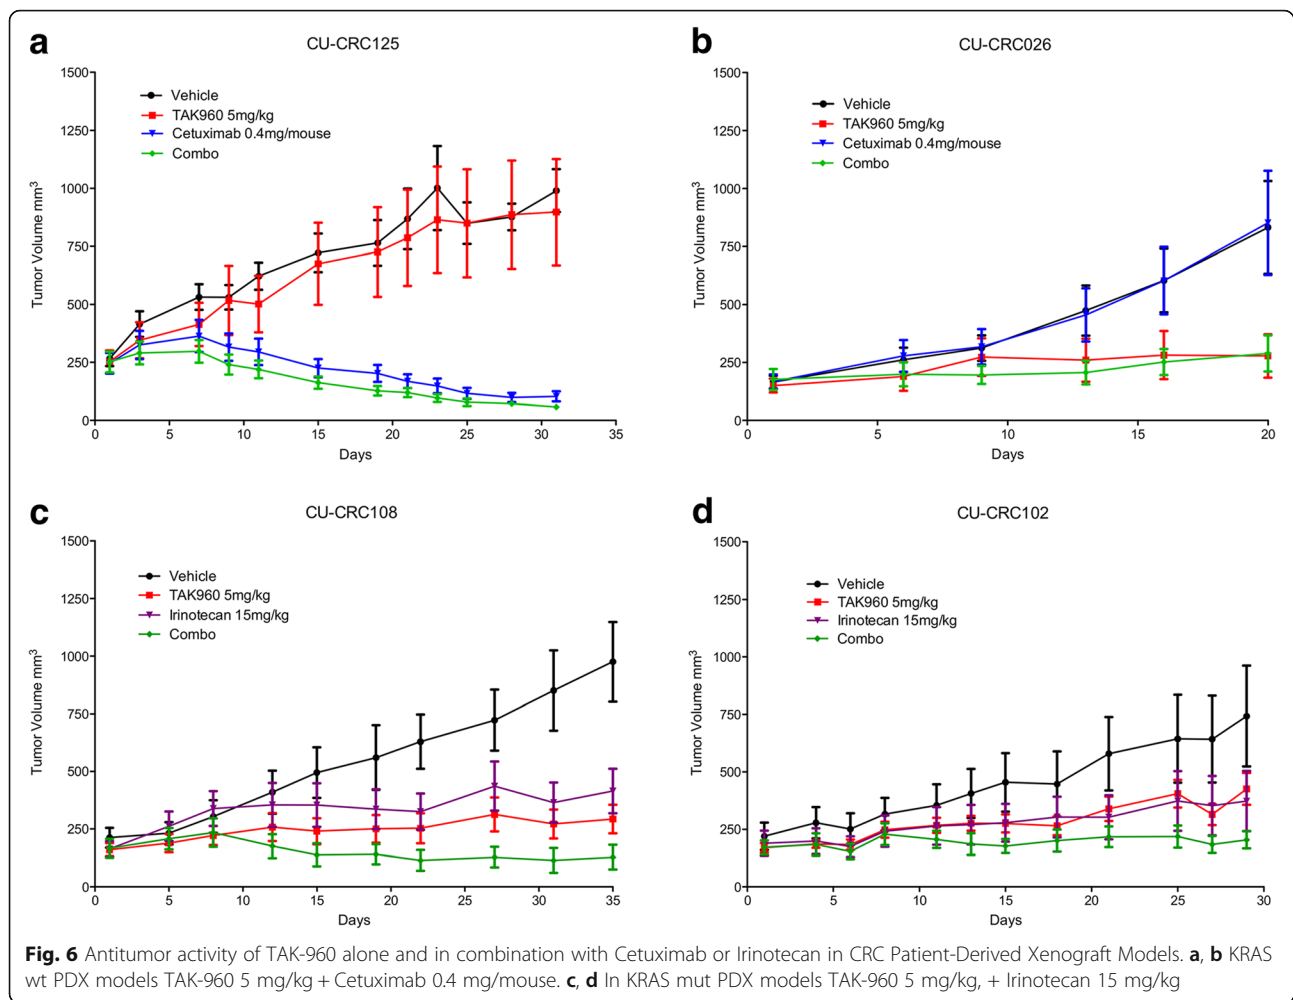 a
CU-CRC125
1500
1250
1000
750
500
250
0
Tumor Volume mm³
Vehicle
TAK960 5mg/kg
Cetuximab 0.4mg/mouse
Combo
0 5 10 15 20 25 30 35
Days
b
CU-CRC026
1500
1250
1000
750
500
250
0
Tumor Volume mm³
Vehicle
TAK960 5mg/kg
Cetuximab 0.4mg/mouse
Combo
0 5 10 15 20
Days
c
CU-CRC108
1500
1250
1000
750
500
250
0
Tumor Volume mm³
Vehicle
TAK960 5mg/kg
Irinotecan 15mg/kg
Combo
0 5 10 15 20 25 30 35
Days
d
CU-CRC102
1500
1250
1000
750
500
250
0
Tumor Volume mm³
Vehicle
TAK960 5mg/kg
Irinotecan 15mg/kg
Combo
0 5 10 15 20 25 30
Days
Fig. 6 Antitumor activity of TAK-960 alone and in combination with Cetuximab or Irinotecan in CRC Patient-Derived Xenograft Models. a, b KRAS
wt PDX models TAK-960 5 mg/kg + Cetuximab 0.4 mg/mouse. c, d In KRAS mut PDX models TAK-960 5 mg/kg, + Irinotecan 15 mg/kg